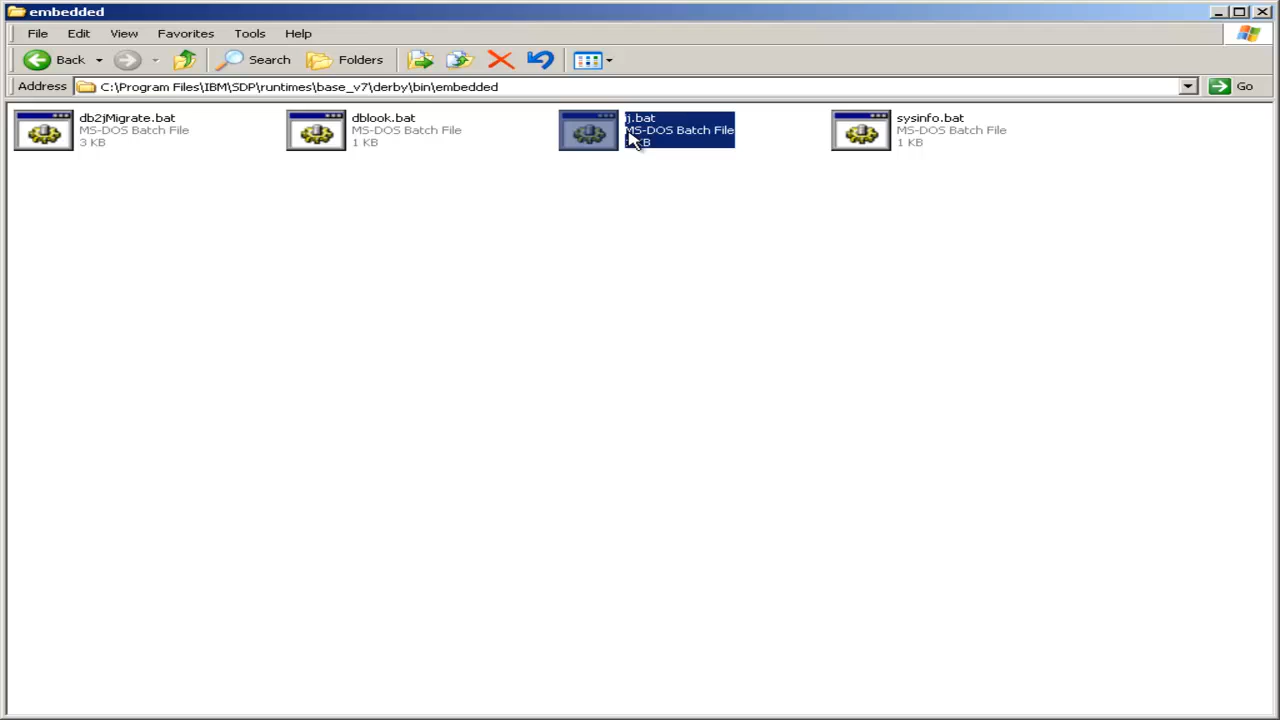 embedded
File Edit View Favorites Tools Help
Back Search Folders
Address C:\Program Files\IBM\SDP\runtimes\base_v7\derby\bin\embedded Go
db2jMigrate.bat
MS-DOS Batch File
3 KB
dblook.bat
MS-DOS Batch File
1 KB
ij.bat
MS-DOS Batch File
KB
sysinfo.bat
MS-DOS Batch File
1 KB